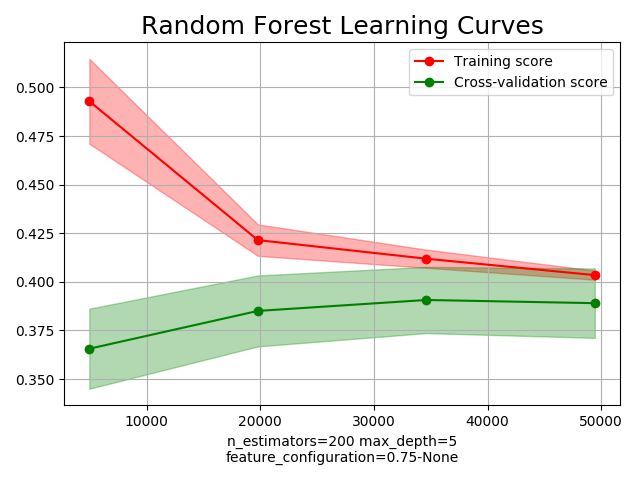 Random Forest Learning Curves
Training score
Cross-validation score
0.500
0.475
0.450
0.425
0.400
0.375
0.350
10000
20000
30000
40000
50000
n_estimators=200 max_depth=5
feature_configuration=0.75-None